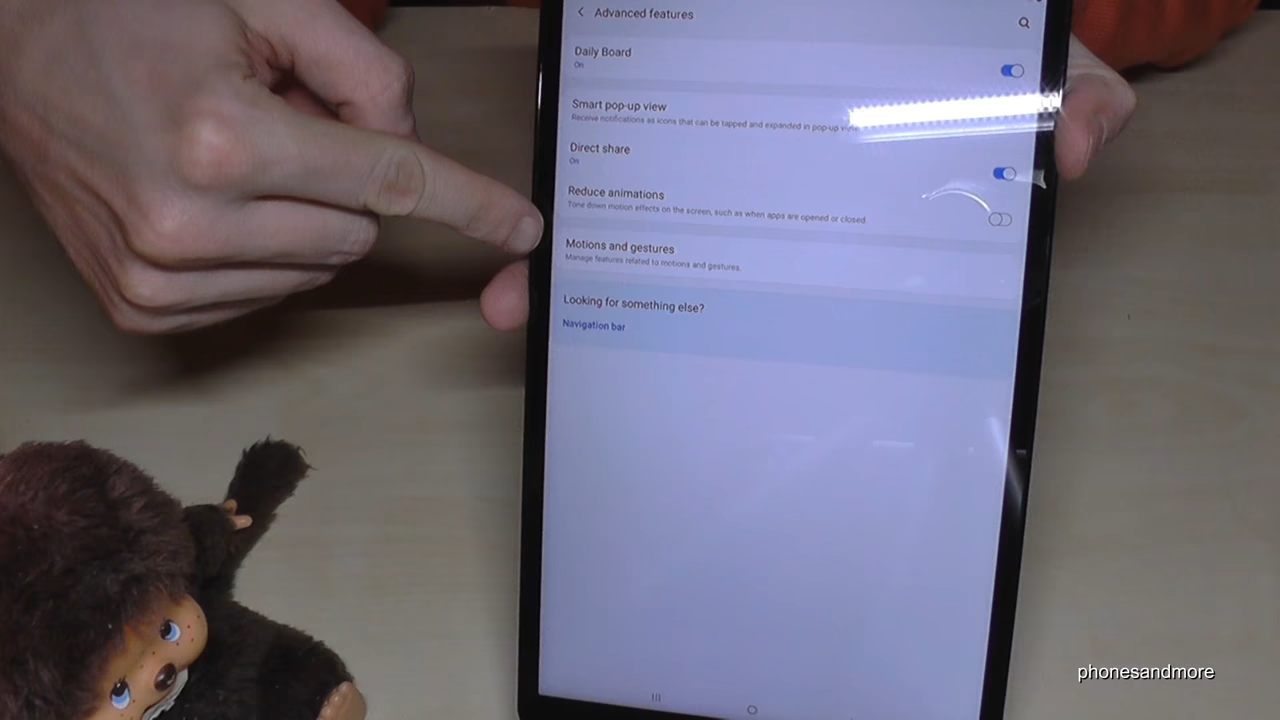 Advanced features
Daily Board
On
Smart pop-up view
Receive notifications as icons that can be tapped and expanded in pop-up view.
Direct share
On
Reduce animations
Tone down motion effects on the screen, such as when apps are opened or closed.
Motions and gestures
Manage features related to motions and gestures.
Looking for something else?
Navigation bar
phonesandmore